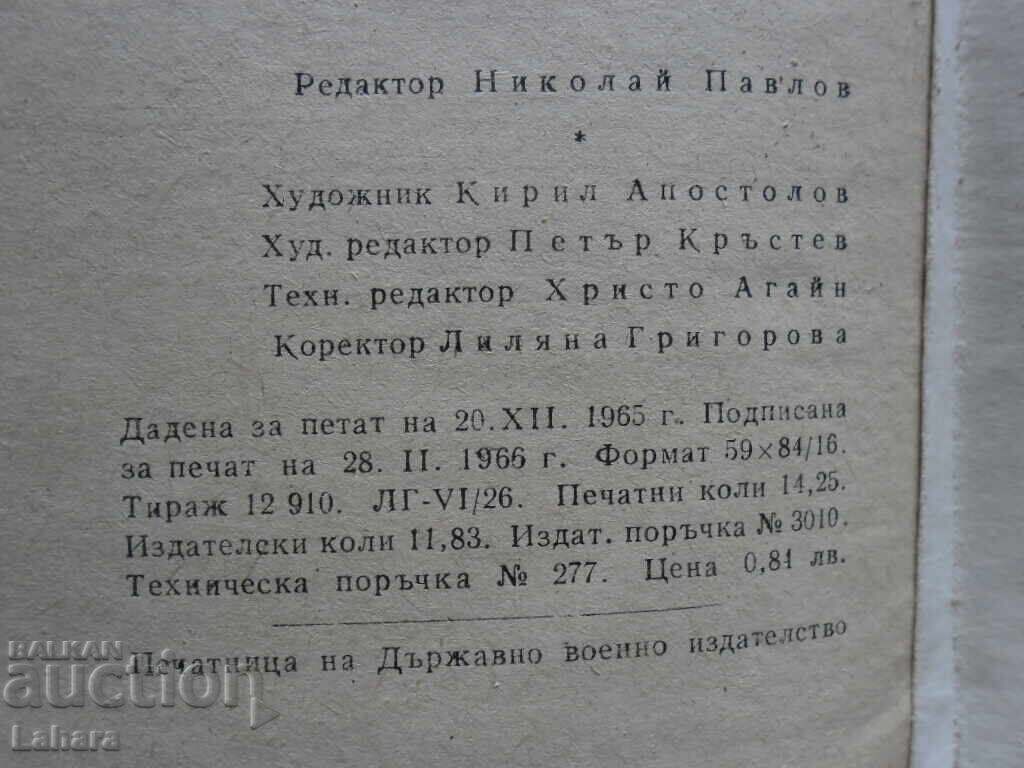 Редактор Николай Павлов
*
Художник Кирил Апостолов
Худ. редактор Петър Кръстев
Техн. редактор Христо Агайн
Коректор Лиляна Григорова
Дадена за петат на 20. XII. 1965 г. Подписана
за печат на 28. II. 1966 г. Формат 59×84/16.
Тираж 12 910. ЛГ-VI/26. Печатни коли 14,25.
Издателски коли 11,83. Издат. поръчка № 3010.
Техническа поръчка № 277. Цена 0,81 лв.
Печатница на Държавно военно издателство
BALKAN
auction
Lahara